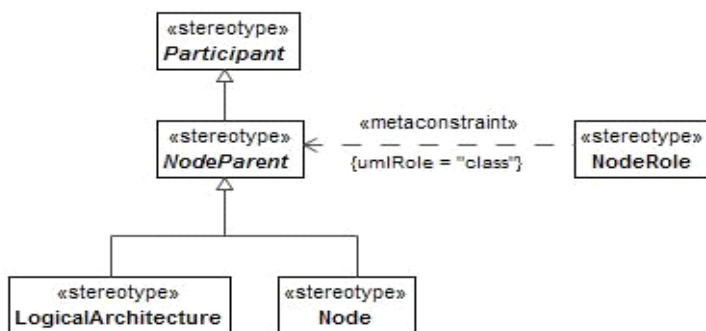 «stereotype»
Participant
«stereotype»
NodeParent
«metaconstraint»
{umlRole = "class"}
«stereotype»
NodeRole
«stereotype»
LogicalArchitecture
«stereotype»
Node